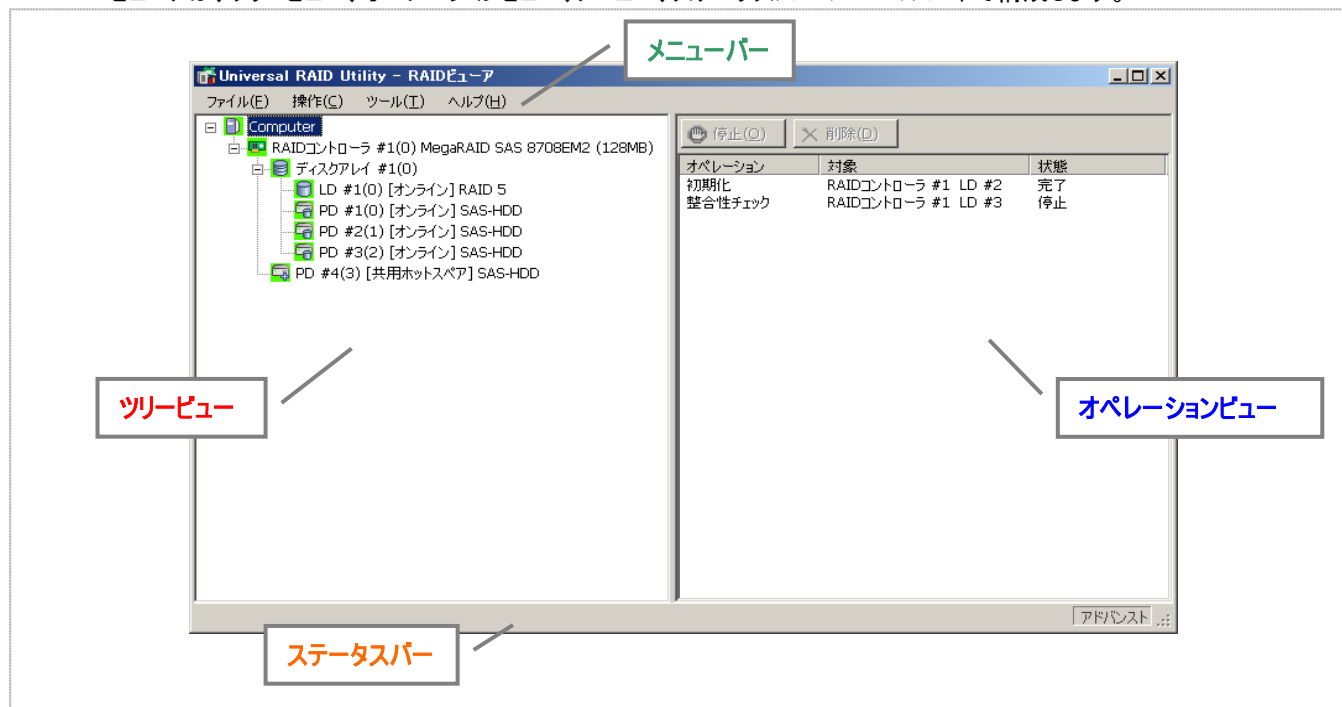 メニューバー
Universal RAID Utility - RAIDビューア
ファイル(F) 操作(C) ツール(T) ヘルプ(H)
Computer
RAIDコントローラ #1(0) MegaRAID SAS 8708EM2 (128MB)
ディスクアレイ #1(0)
LD #1(0) [オンライン] RAID 5
PD #1(0) [オンライン] SAS-HDD
PD #2(1) [オンライン] SAS-HDD
PD #3(2) [オンライン] SAS-HDD
PD #4(3) [共用ホットスペア] SAS-HDD
停止(O) 削除(D)
オペレーション 対象 状態
初期化 RAIDコントローラ #1 LD #2 完了
整合性チェック RAIDコントローラ #1 LD #3 停止
ツリービュー
オペレーションビュー
アドバンスト
ステータスバー